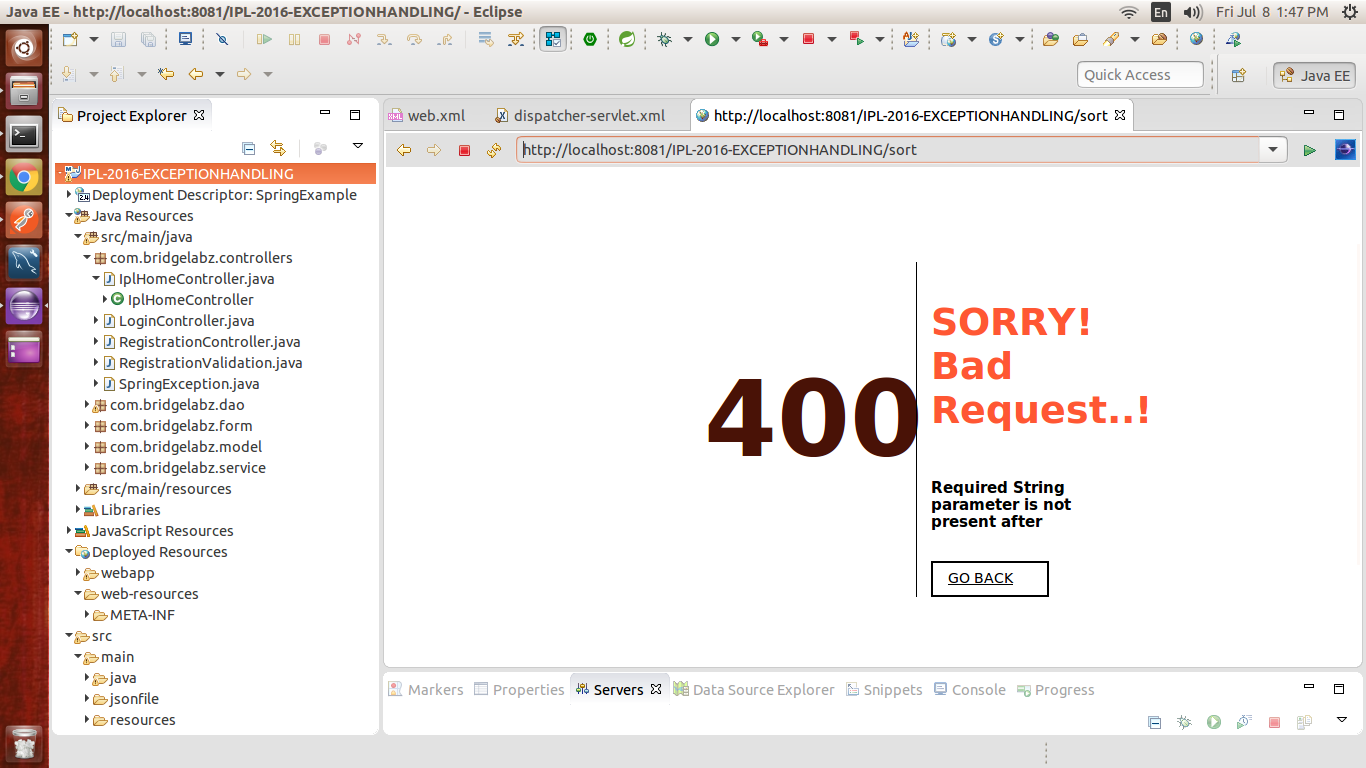 Java EE - http://localhost:8081/IPL-2016-EXCEPTIONHANDLING/ - Eclipse
En
Fri Jul 8 1:47 PM
Quick Access
Java EE
Project Explorer
web.xml
dispatcher-servlet.xml
http://localhost:8081/IPL-2016-EXCEPTIONHANDLING/sort
http://localhost:8081/IPL-2016-EXCEPTIONHANDLING/sort
IPL-2016-EXCEPTIONHANDLING
Deployment Descriptor: SpringExample
Java Resources
src/main/java
com.bridgelabz.controllers
IplHomeController.java
IplHomeController
LoginController.java
RegistrationController.java
RegistrationValidation.java
SpringException.java
com.bridgelabz.dao
com.bridgelabz.form
com.bridgelabz.model
com.bridgelabz.service
src/main/resources
Libraries
JavaScript Resources
Deployed Resources
webapp
web-resources
META-INF
src
main
java
jsonfile
resources
400
SORRY!
Bad
Request..!
Required String
parameter is not
present after
GO BACK
Markers
Properties
Servers
Data Source Explorer
Snippets
Console
Progress